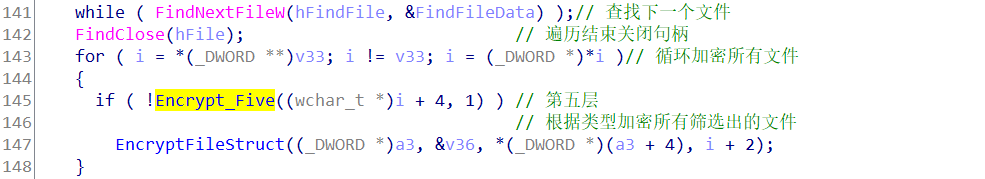 141 while ( FindNextFileW(hFindFile, &FindFileData) );// 查找下一个文件
142 FindClose(hFile); // 遍历结束关闭句柄
143 for ( i = *(_DWORD **)v33; i != v33; i = (_DWORD *)*i )// 循环加密所有文件
144 {
145 if ( !Encrypt_Five((wchar_t *)i + 4, 1) ) // 第五层
146 // 根据类型加密所有筛选出的文件
147 EncryptFileStruct((_DWORD *)a3, &v36, *(_DWORD *)(a3 + 4), i + 2);
148 }